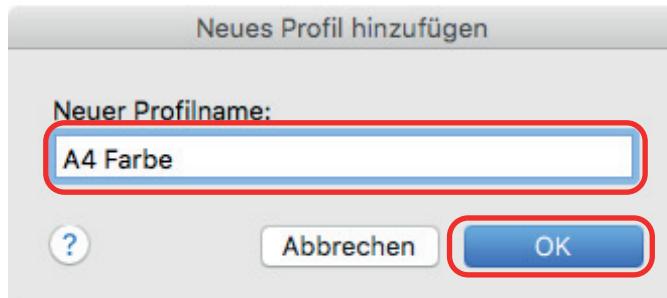 Neues Profil hinzufügen
Neuer Profilname:
A4 Farbe
? Abbrechen OK